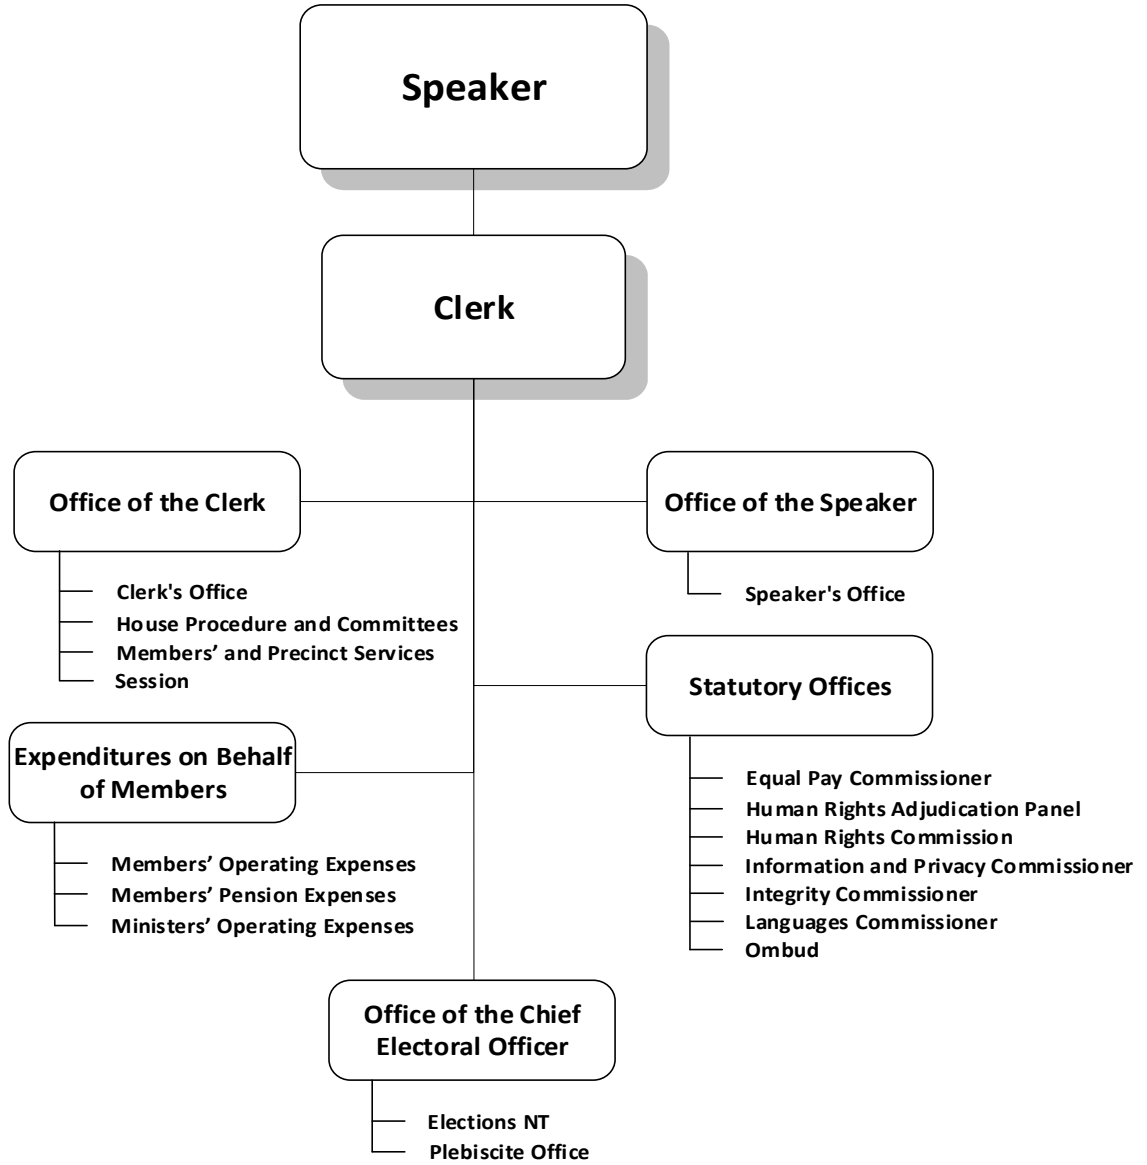 Speaker
Clerk
Office of the Clerk
Clerk's Office
House Procedure and Committees
Members’ and Precinct Services
Session
Office of the Speaker
Speaker's Office
Statutory Offices
Equal Pay Commissioner
Human Rights Adjudication Panel
Human Rights Commission
Information and Privacy Commissioner
Integrity Commissioner
Languages Commissioner
Ombud
Expenditures on Behalf
of Members
Members’ Operating Expenses
Members’ Pension Expenses
Ministers’ Operating Expenses
Office of the Chief
Electoral Officer
Elections NT
Plebiscite Office